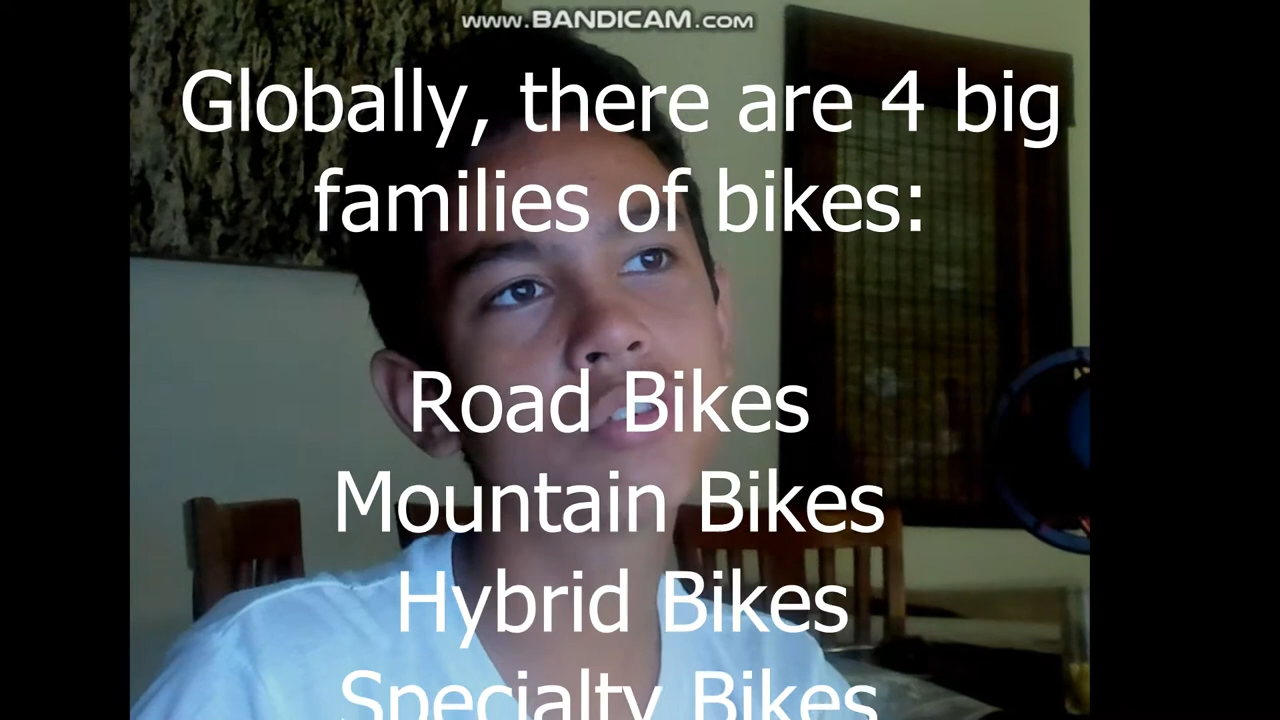 www.BANDICAM.com
Globally, there are 4 big
families of bikes:
Road Bikes
Mountain Bikes
Hybrid Bikes
Specialty Bikes